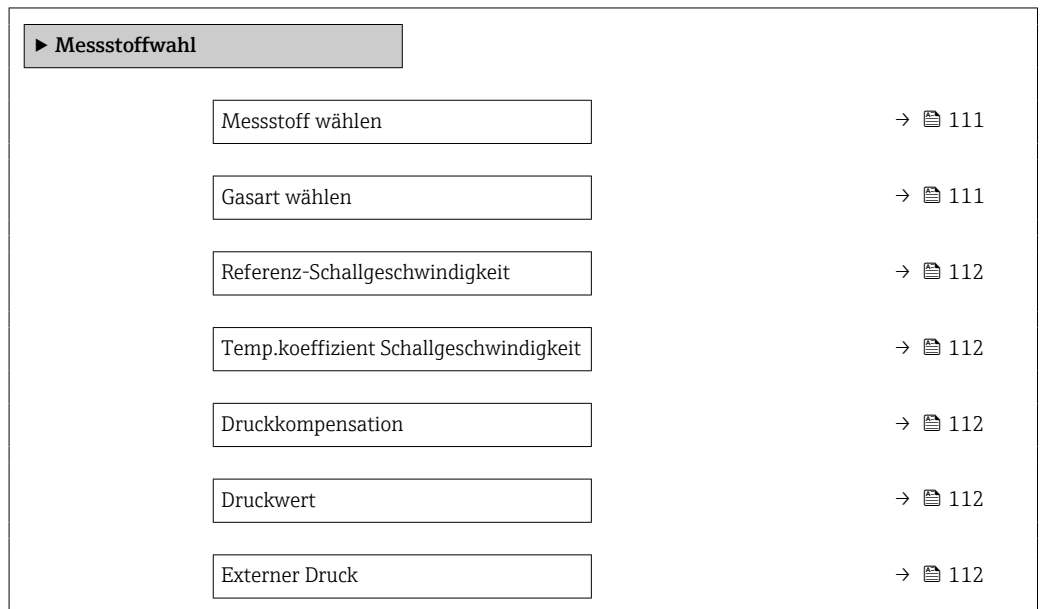 ▶ Messstoffwahl
Messstoff wählen → 111
Gasart wählen → 111
Referenz-Schallgeschwindigkeit → 112
Temp.koeffizient Schallgeschwindigkeit → 112
Druckkompensation → 112
Druckwert → 112
Externer Druck → 112